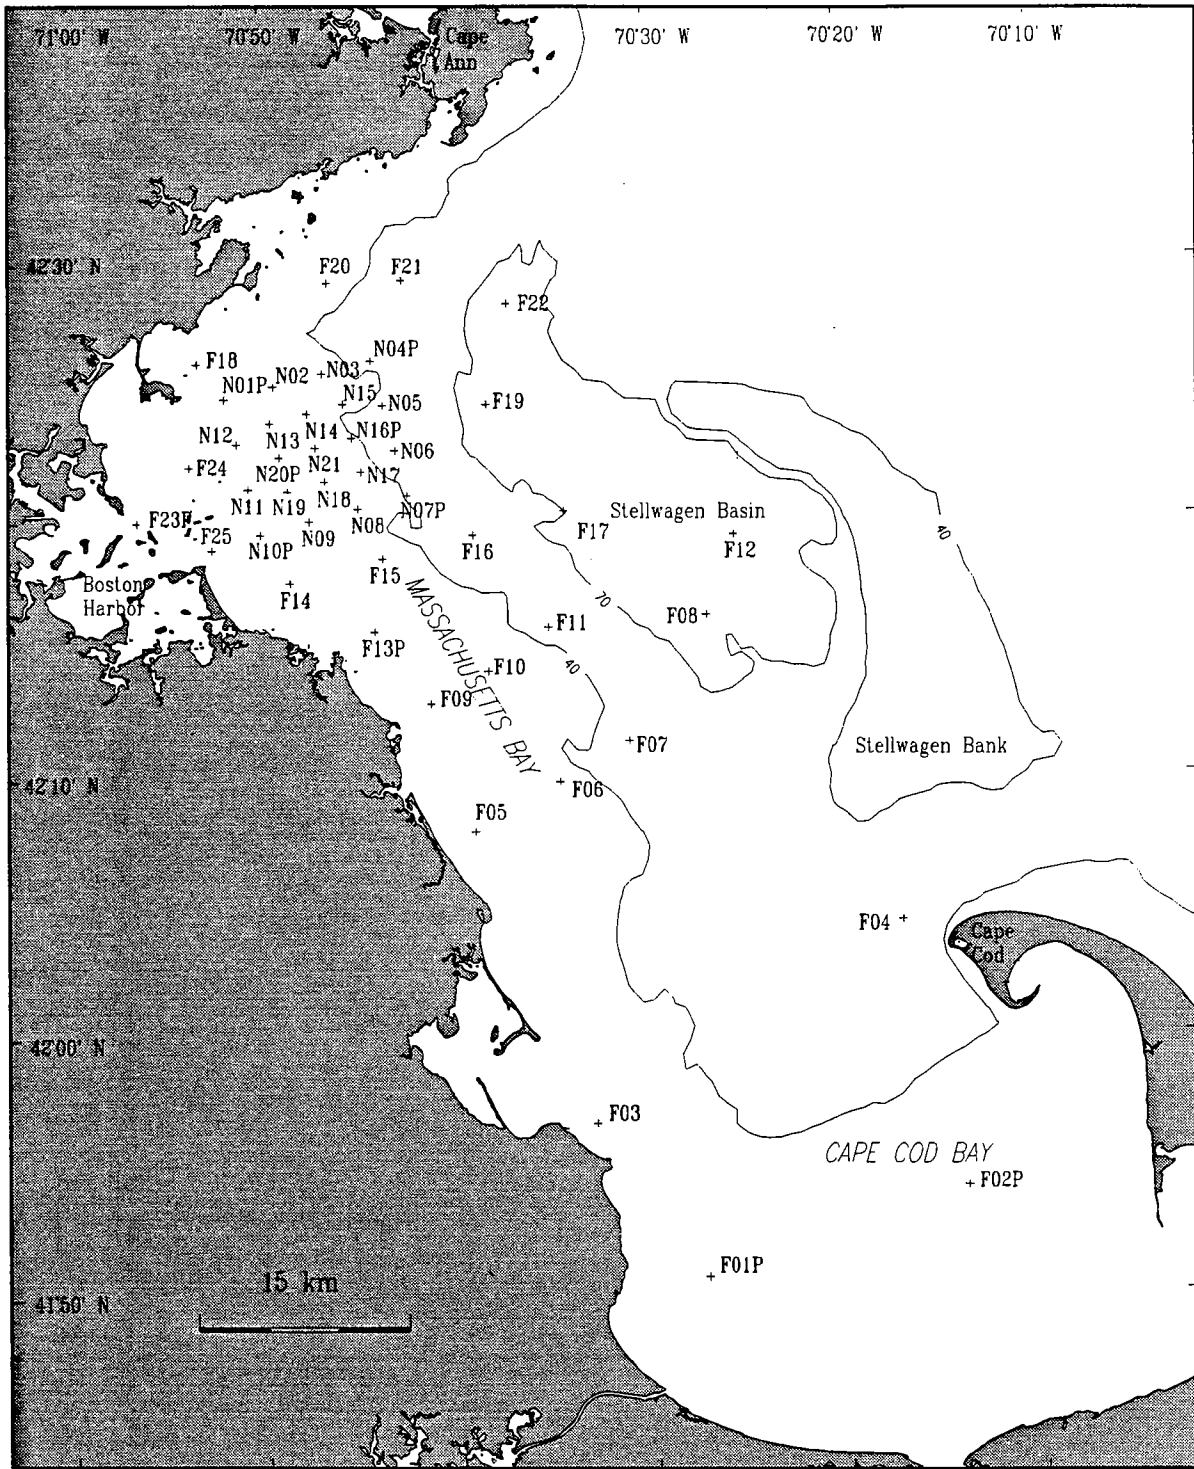 71°00' W
70°50' W
70°30' W
70°20' W
70°10' W
Cape
Ann
42°30' N
F20
F21
F22
F18
N04P
N01P
N02
N03
N15
N05
F19
N12
N13
N14
N16P
N06
F24
N20P
N21
N17
N11
N19
N18
N08
N07P
Stellwagen Basin
F23P
F25
N10P
N09
F16
F17
F12
40
Boston
Harbor
F14
F15
70
F13P
MASSACHUSETTS BAY
F11
F08
F10
40
F09
F07
Stellwagen Bank
42°10' N
F06
F05
F04
Cape
Cod
42°00' N
F03
CAPE COD BAY
F02P
F01P
15 km
41°50' N